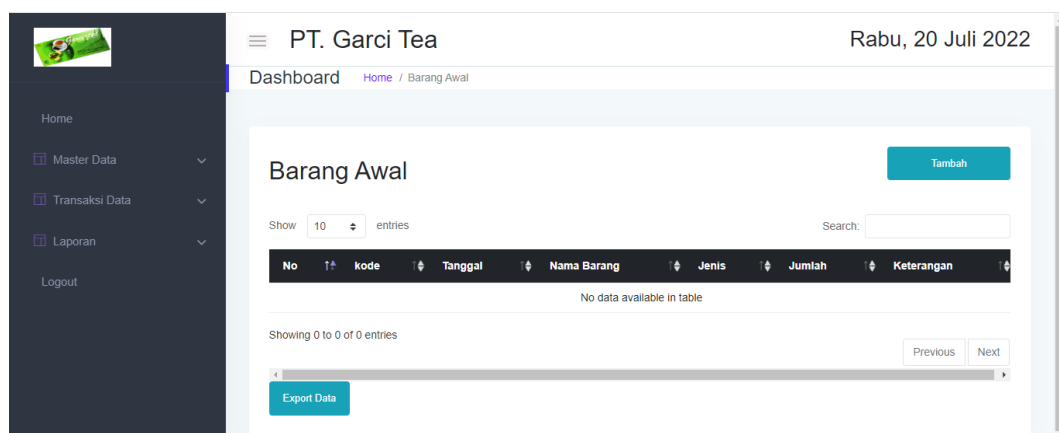 PT. Garci Tea
Rabu, 20 Juli 2022
Dashboard Home / Barang Awal
Home
Master Data
Transaksi Data
Laporan
Logout
Barang Awal
Tambah
Show 10 entries
Search:
No kode Tanggal Nama Barang Jenis Jumlah Keterangan
No data available in table
Showing 0 to 0 of 0 entries
Previous Next
Export Data